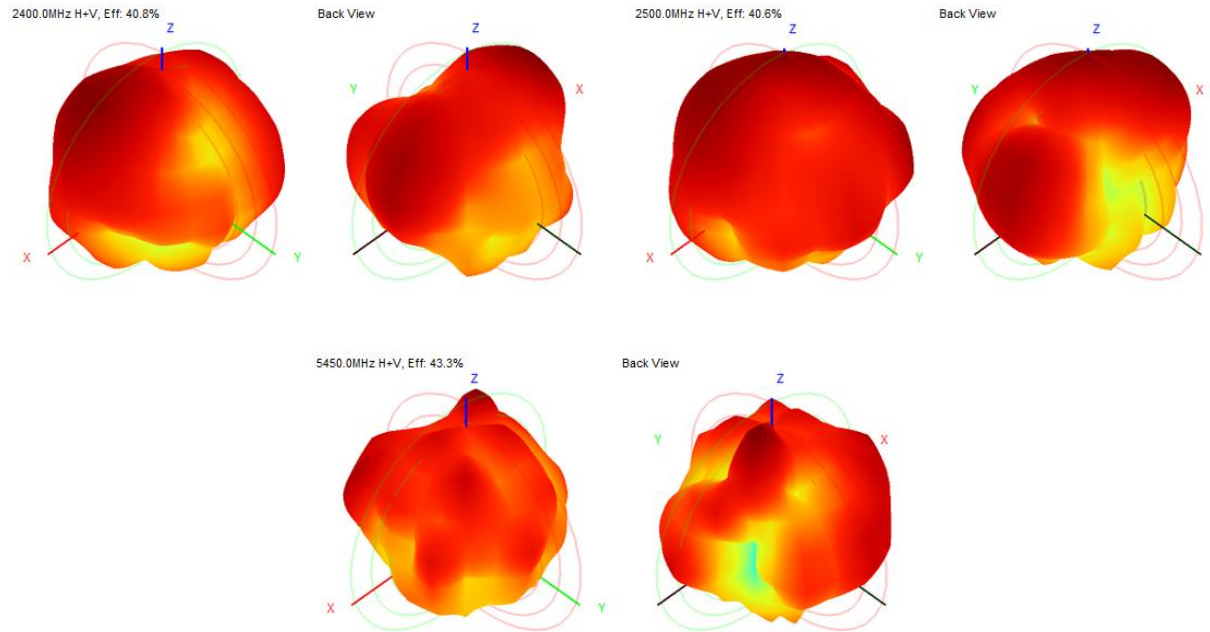 2400.0MHz H+V, Eff: 40.8%
Z
X
Y
Back View
Z
Y
X
2500.0MHz H+V, Eff: 40.6%
Z
X
Y
Back View
Z
Y
X
5450.0MHz H+V, Eff: 43.3%
Z
X
Y
Back View
Z
Y
X